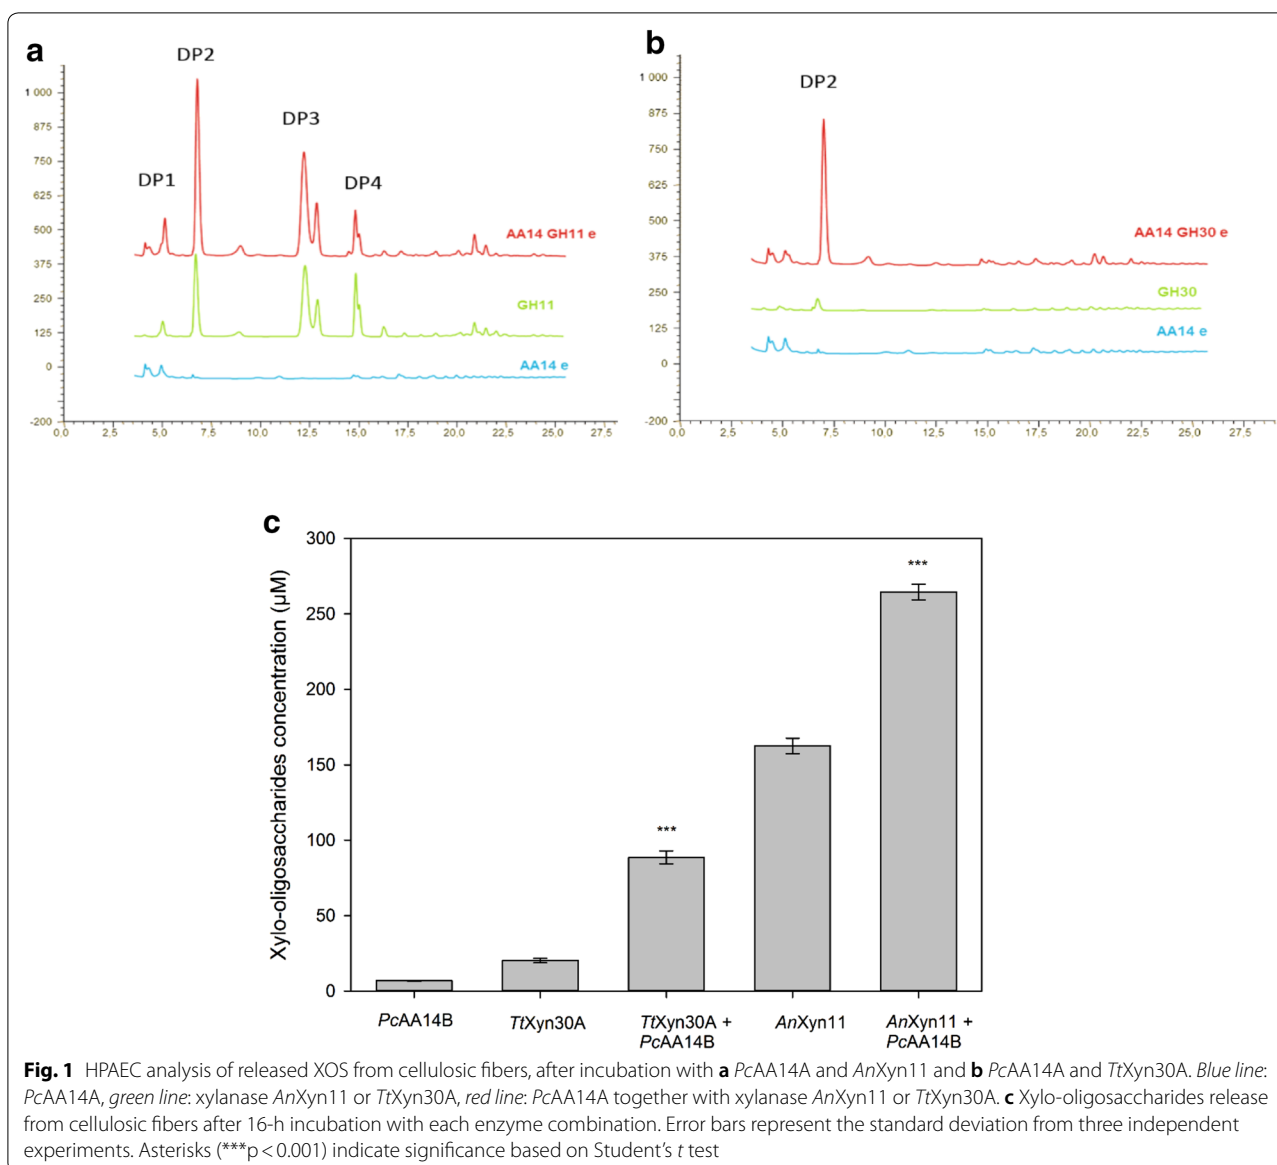 a
DP2
DP3
DP1
DP4
1 000
875
750
625
500
375
250
125
0
-200
AA14 GH11 e
GH11
AA14 e
0,0 2,5 5,0 7,5 10,0 12,5 15,0 17,5 20,0 22,5 25,0 27,5
b
DP2
1 000
875
750
625
500
375
250
125
0
-200
AA14 GH30 e
GH30
AA14 e
0,0 2,5 5,0 7,5 10,0 12,5 15,0 17,5 20,0 22,5 25,0 27,5
c
Xylo-oligosaccharides concentration (µM)
300
250
200
150
100
50
0
***
***
PcAA14B
TtXyn30A
TtXyn30A +
PcAA14B
AnXyn11
AnXyn11 +
PcAA14B
Fig. 1 HPAEC analysis of released XOS from cellulosic fibers, after incubation with a PcAA14A and AnXyn11 and b PcAA14A and TtXyn30A. Blue line:
PcAA14A, green line: xylanase AnXyn11 or TtXyn30A, red line: PcAA14A together with xylanase AnXyn11 or TtXyn30A. c Xylo-oligosaccharides release
from cellulosic fibers after 16-h incubation with each enzyme combination. Error bars represent the standard deviation from three independent
experiments. Asterisks (***p < 0.001) indicate significance based on Student's t test